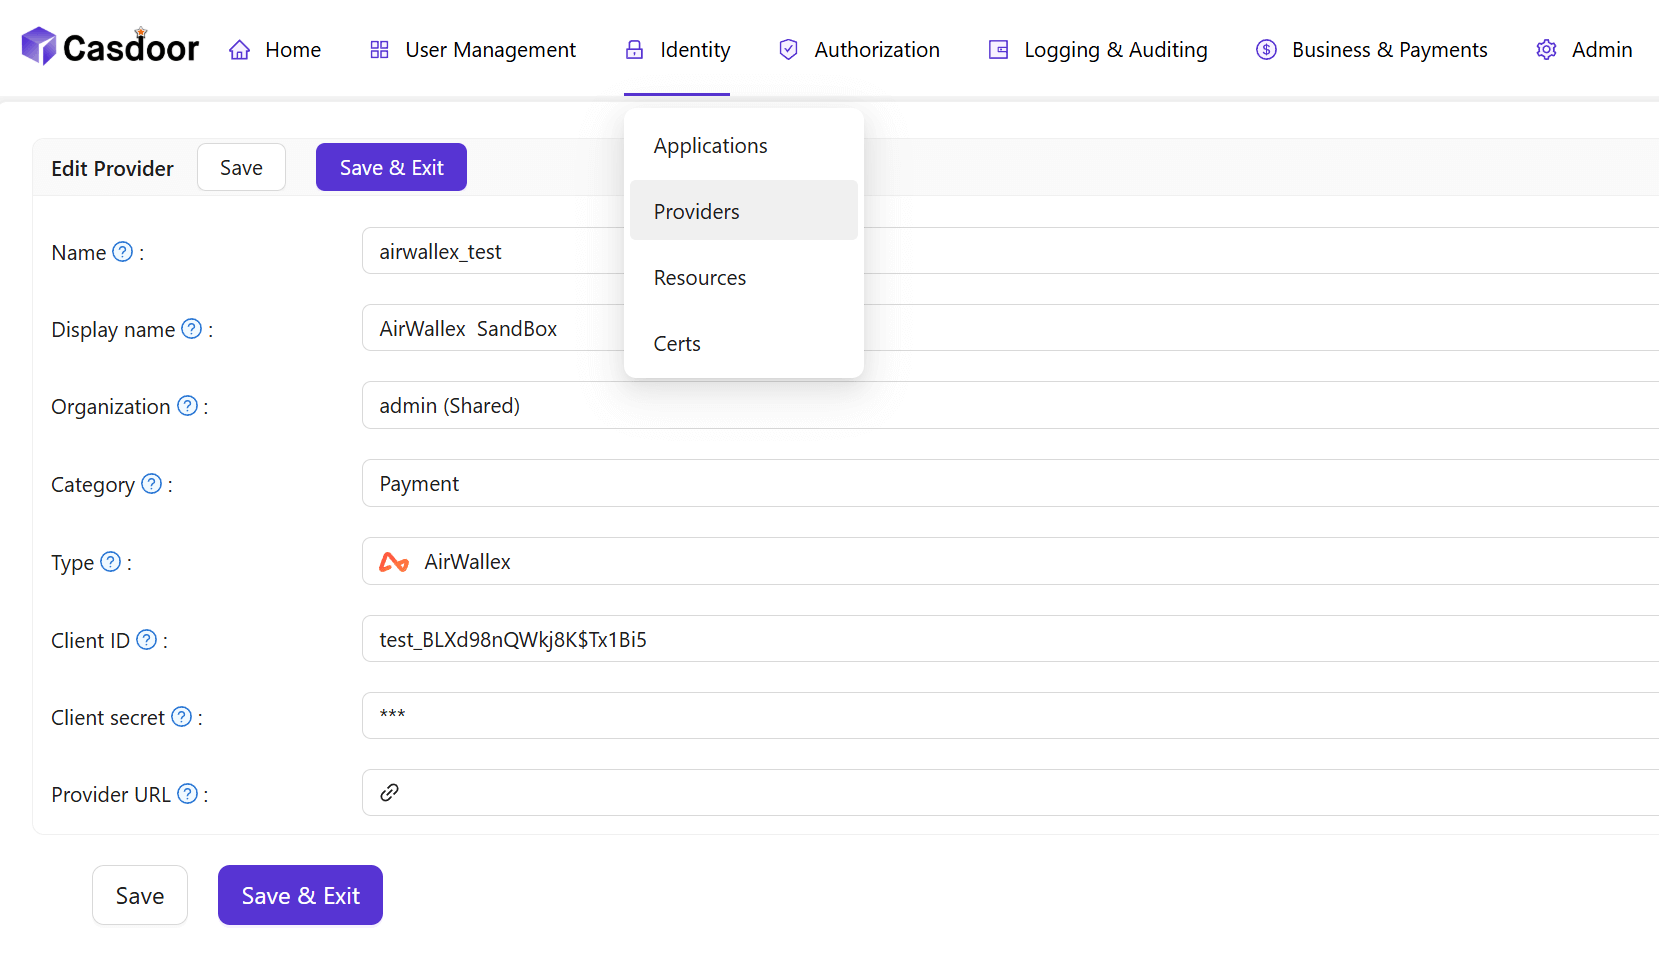 Casdoor Home User Management Identity Authorization Logging & Auditing Business & Payments Admin
Applications
Providers
Resources
Certs
Edit Provider Save Save & Exit
Name ? : airwallex_test
Display name ? : AirWallex  SandBox
Organization ? : admin (Shared)
Category ? : Payment
Type ? : AirWallex
Client ID ? : test_BLXd98nQWkj8K$Tx1Bi5
Client secret ? : ***
Provider URL ? :
Save Save & Exit